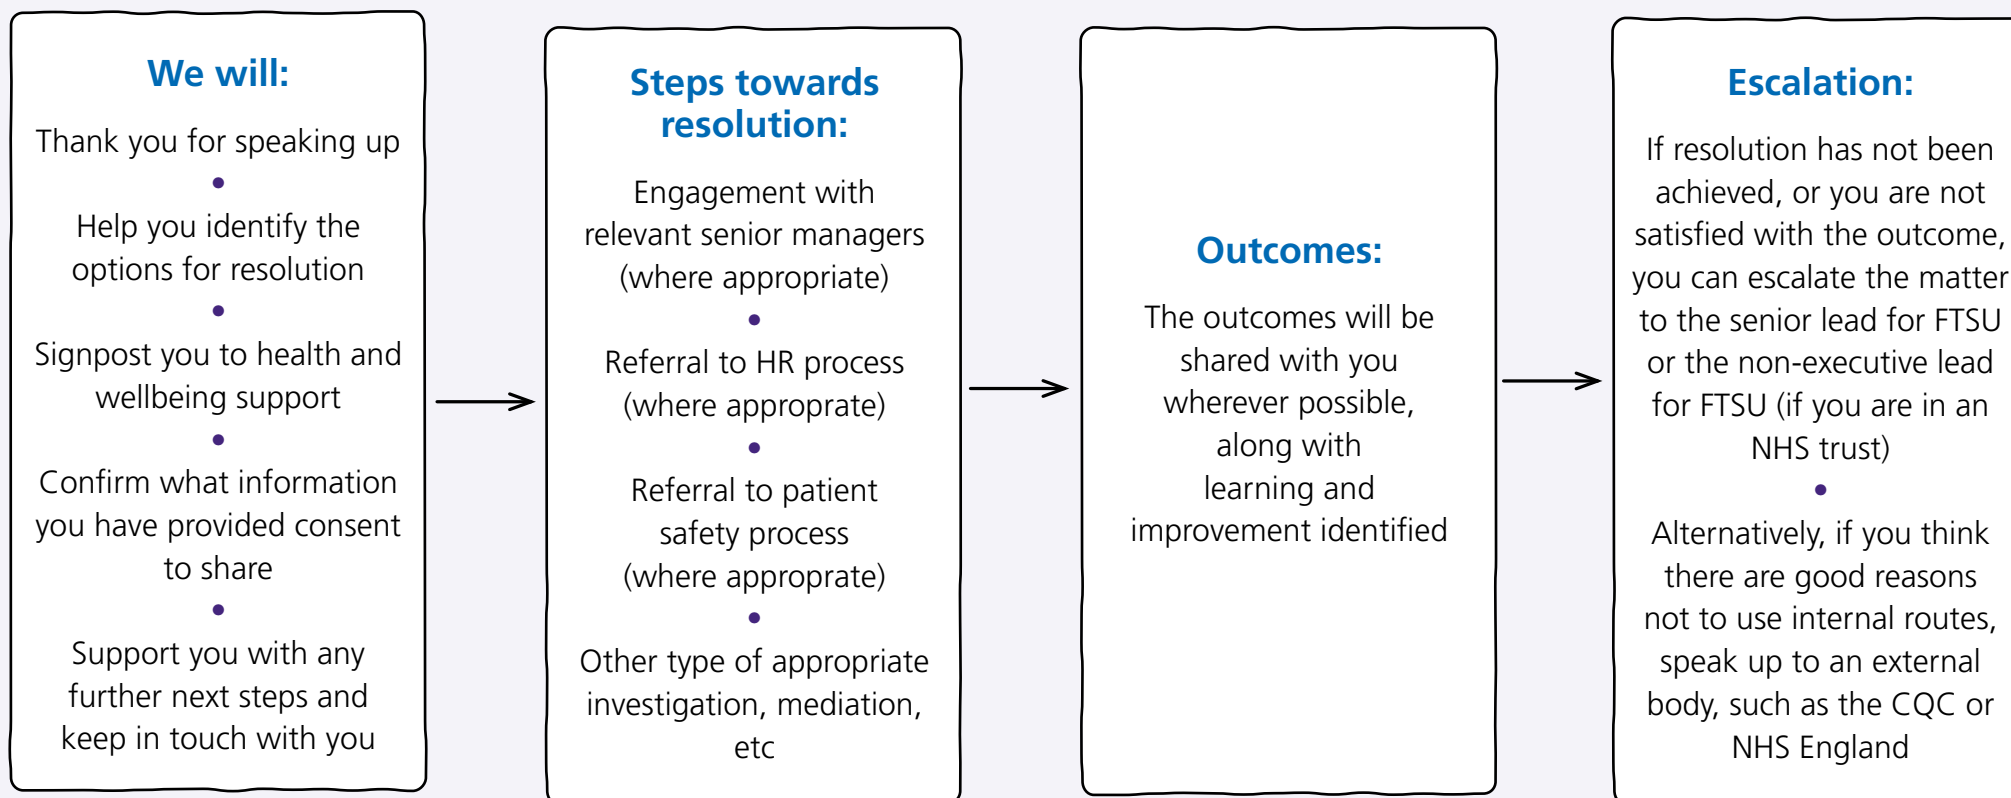 We will:
Thank you for speaking up
•
Help you identify the
options for resolution
•
Signpost you to health and
wellbeing support
•
Confirm what information
you have provided consent
to share
•
Support you with any
further next steps and
keep in touch with you
Steps towards
resolution:
Engagement with
relevant senior managers
(where appropriate)
•
Referral to HR process
(where approprate)
•
Referral to patient
safety process
(where approprate)
•
Other type of appropriate
investigation, mediation,
etc
Outcomes:
The outcomes will be
shared with you
wherever possible,
along with
learning and
improvement identified
Escalation:
If resolution has not been
achieved, or you are not
satisfied with the outcome,
you can escalate the matter
to the senior lead for FTSU
or the non-executive lead
for FTSU (if you are in an
NHS trust)
•
Alternatively, if you think
there are good reasons
not to use internal routes,
speak up to an external
body, such as the CQC or
NHS England